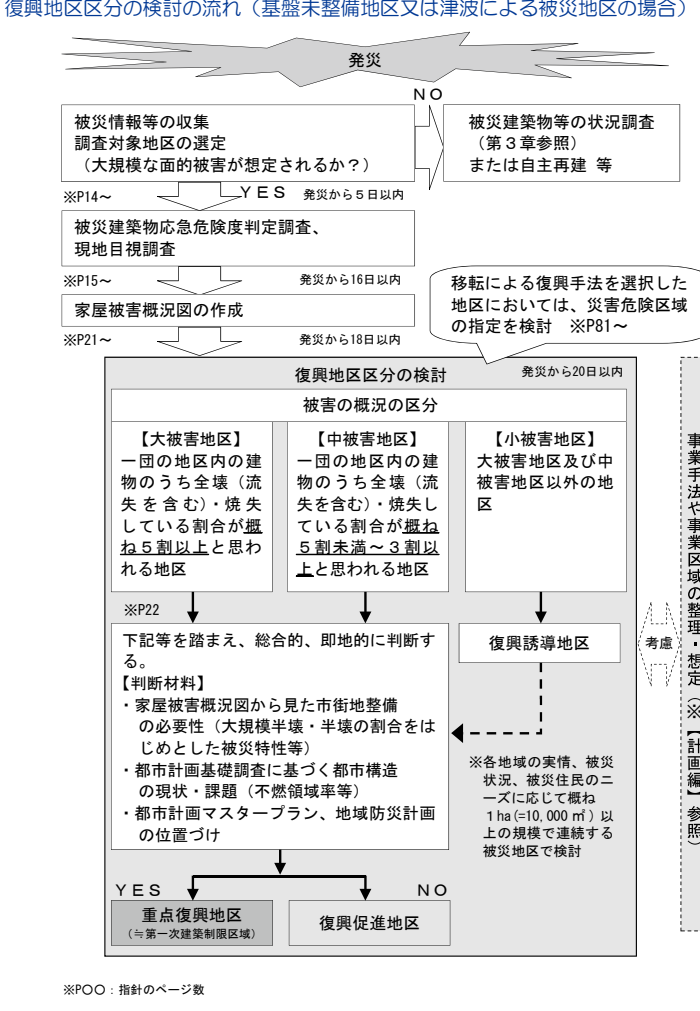 復興地区区分の検討の流れ（基盤未整備地区又は津波による被災地区の場合）
発災
ＮＯ
被災情報等の収集
調査対象地区の選定
（大規模な面的被害が想定されるか？）
被災建築物等の状況調査
（第３章参照）
または自主再建 等
※P14～
ＹＥＳ
発災から５日以内
被災建築物応急危険度判定調査、
現地目視調査
※P15～
発災から16日以内
家屋被害概況図の作成
※P21～
発災から18日以内
移転による復興手法を選択した
地区においては、災害危険区域
の指定を検討　※P81～
復興地区区分の検討
発災から20日以内
被害の概況の区分
【大被害地区】
一団の地区内の建
物のうち全壊（流
失を含む）・焼失
している割合が概
ね５割以上と思わ
れる地区
【中被害地区】
一団の地区内の建
物のうち全壊（流
失を含む）・焼失し
ている割合が概ね
５割未満～３割以
上と思われる地区
【小被害地区】
大被害地区及び中
被害地区以外の地
区
※P22
下記等を踏まえ、総合的、即地的に判断す
る。
【判断材料】
・家屋被害概況図から見た市街地整備
の必要性（大規模半壊・半壊の割合をは
じめとした被災特性等）
・都市計画基礎調査に基づく都市構造
の現状・課題（不燃領域率等）
・都市計画マスタープラン、地域防災計画
の位置づけ
復興誘導地区
※各地域の実情、被災
状況、被災住民のニ
ーズに応じて概ね
１ha(=10,000 ㎡）以
上の規模で連続する
被災地区で検討
考慮
事業手法や事業区域の整理・想定（※【計画編】参照）
ＹＥＳ
重点復興地区
（≒第一次建築制限区域）
ＮＯ
復興促進地区
※P〇〇：指針のページ数